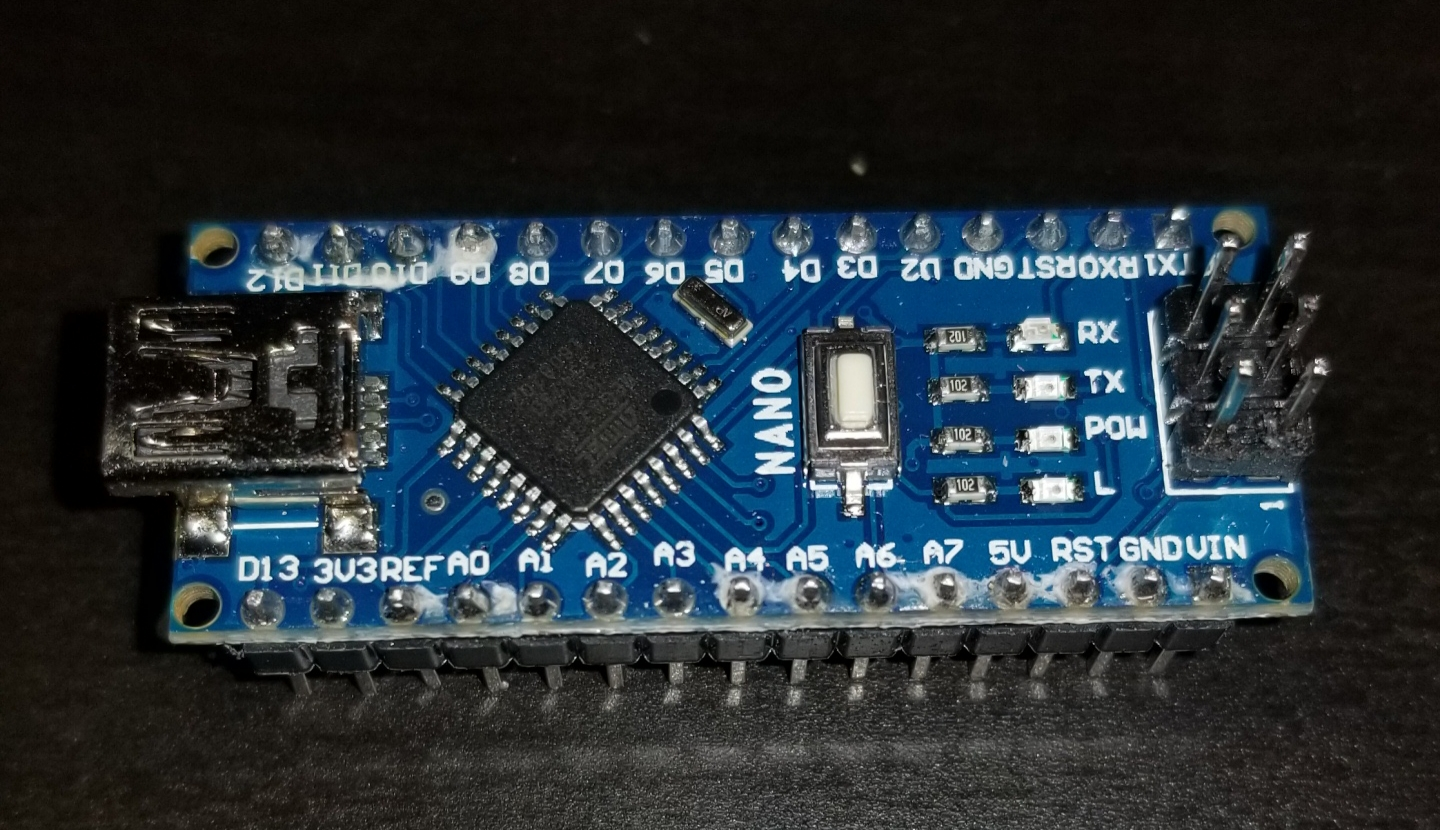 D12 D11 D10 D9 D8 D7 D6 D5 D4 D3 D2 GND RST RX0 TX1
NANO
102
RX
102
TX
102
POW
102
L
1
D13 3V3 REF A0 A1 A2 A3 A4 A5 A6 A7 5V RST GND VIN